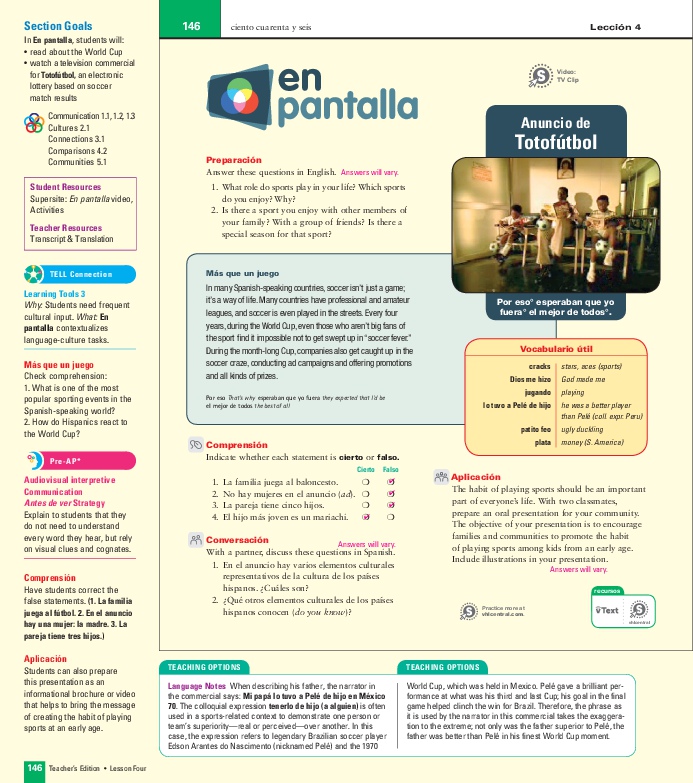 Section Goals
In En pantalla, students will:
• read about the World Cup
• watch a television commercial
for Totofútbol, an electronic
lottery based on soccer
match results
Communication 1.1, 1.2, 1.3
Cultures 2.1
Connections 3.1
Comparisons 4.2
Communities 5.1
Student Resources
Supersite: En pantalla video,
Activities
Teacher Resources
Transcript & Translation
TELL Connection
Learning Tools 3
Why: Students need frequent
cultural input. What: En
pantalla contextualizes
language-culture tasks.
Más que un juego
Check comprehension:
1. What is one of the most
popular sporting events in the
Spanish-speaking world?
2. How do Hispanics react to
the World Cup?
Pre-AP*
Audiovisual interpretive
Communication
Antes de ver Strategy
Explain to students that they
do not need to understand
every word they hear, but rely
on visual clues and cognates.
Comprensión
Have students correct the
false statements. (1. La familia
juega al fútbol. 2. En el anuncio
hay una mujer: la madre. 3. La
pareja tiene tres hijos.)
Aplicación
Students can also prepare
this presentation as an
informational brochure or video
that helps to bring the message
of creating the habit of playing
sports at an early age.
146 Teacher's Edition • Lesson Four
146 ciento cuarenta y seis Lección 4
en
pantalla
Video:
TV Clip
Anuncio de
Totofútbol
Preparación
Answer these questions in English. Answers will vary.
1. What role do sports play in your life? Which sports
do you enjoy? Why?
2. Is there a sport you enjoy with other members of
your family? With a group of friends? Is there a
special season for that sport?
Más que un juego
In many Spanish-speaking countries, soccer isn't just a game;
it's a way of life. Many countries have professional and amateur
leagues, and soccer is even played in the streets. Every four
years, during the World Cup, even those who aren't big fans of
the sport find it impossible not to get swept up in "soccer fever."
During the month-long Cup, companies also get caught up in the
soccer craze, conducting ad campaigns and offering promotions
and all kinds of prizes.
Por eso That's why esperaban que yo fuera they expected that I'd be
el mejor de todos the best of all
Por eso° esperaban que yo
fuera° el mejor de todos°.
Vocabulario útil
cracks stars, aces (sports)
Dios me hizo God made me
jugando playing
lo tuvo a Pelé de hijo he was a better player
than Pelé (coll. expr. Peru)
patito feo ugly duckling
plata money (S. America)
Comprensión
Indicate whether each statement is cierto or falso.
Cierto Falso
1. La familia juega al baloncesto.
2. No hay mujeres en el anuncio (ad).
3. La pareja tiene cinco hijos.
4. El hijo más joven es un mariachi.
Conversación Answers will vary.
With a partner, discuss these questions in Spanish.
1. En el anuncio hay varios elementos culturales
representativos de la cultura de los países
hispanos. ¿Cuáles son?
2. ¿Qué otros elementos culturales de los países
hispanos conocen (do you know)?
Aplicación
The habit of playing sports should be an important
part of everyone's life. With two classmates,
prepare an oral presentation for your community.
The objective of your presentation is to encourage
families and communities to promote the habit
of playing sports among kids from an early age.
Include illustrations in your presentation.
Answers will vary.
Practice more at
vhlcentral.com.
recursos
vText
vhlcentral
TEACHING OPTIONS
Language Notes When describing his father, the narrator in
the commercial says: Mi papá lo tuvo a Pelé de hijo en México
70. The colloquial expression tenerlo de hijo (a alguien) is often
used in a sports-related context to demonstrate one person or
team's superiority—real or perceived—over another. In this
case, the expression refers to legendary Brazilian soccer player
Edson Arantes do Nascimento (nicknamed Pelé) and the 1970
TEACHING OPTIONS
World Cup, which was held in Mexico. Pelé gave a brilliant per-
formance at what was his third and last Cup; his goal in the final
game helped clinch the win for Brazil. Therefore, the phrase as
it is used by the narrator in this commercial takes the exaggera-
tion to the extreme; not only was the father superior to Pelé, the
father was better than Pelé in his finest World Cup moment.